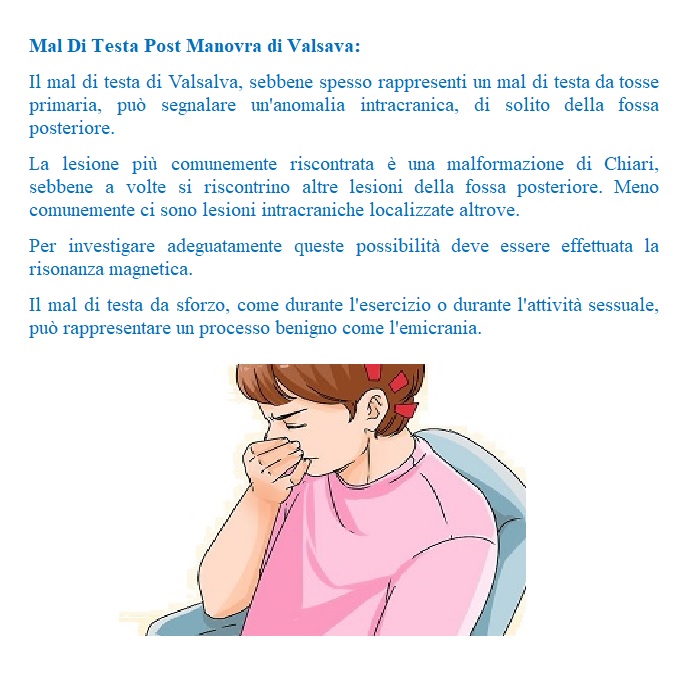 Mal Di Testa Post Manovra di Valsava:
Il mal di testa di Valsalva, sebbene spesso rappresenti un mal di testa da tosse
primaria, può segnalare un'anomalia intracranica, di solito della fossa
posteriore.
La lesione più comunemente riscontrata è una malformazione di Chiari,
sebbene a volte si riscontrino altre lesioni della fossa posteriore. Meno
comunemente ci sono lesioni intracraniche localizzate altrove.
Per investigare adeguatamente queste possibilità deve essere effettuata la
risonanza magnetica.
Il mal di testa da sforzo, come durante l'esercizio o durante l'attività sessuale,
può rappresentare un processo benigno come l'emicrania.